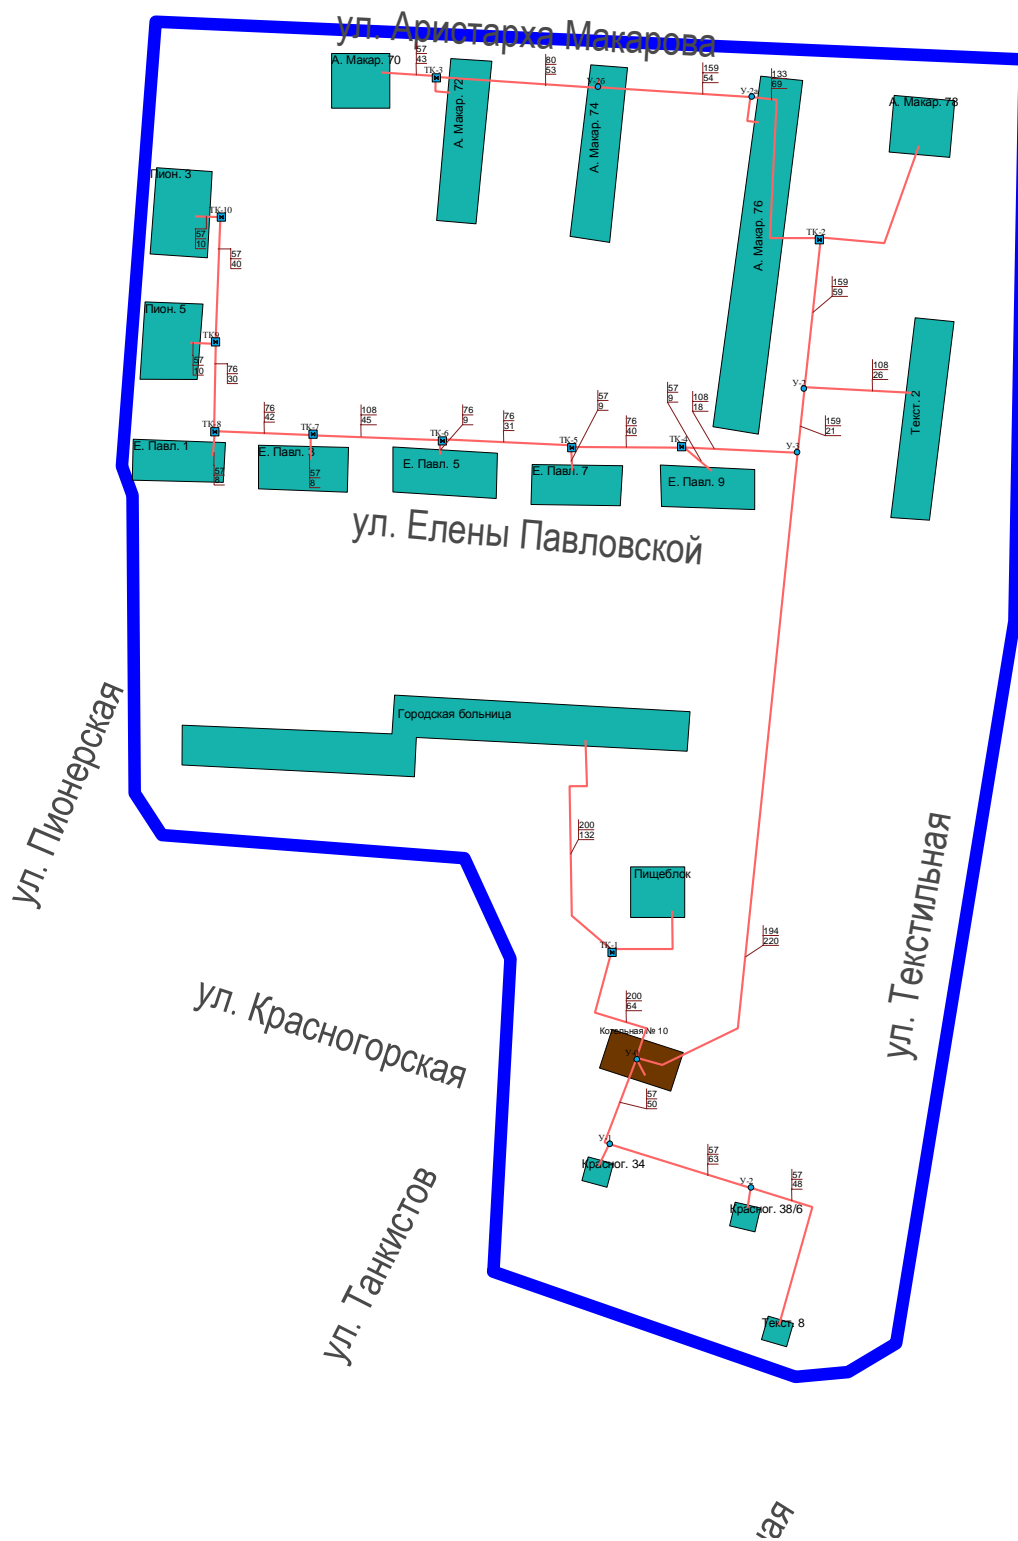 ул. Аристарха Макарова
А. Макар. 70
57
43
ТК-3
А. Макар. 72
80
53
У-2б
А. Макар. 74
159
54
У-2а
133
69
А. Макар. 76
А. Макар. 78
ТК-2
159
59
Пион. 3
ТК-10
57
10
57
40
Пион. 5
ТК9
57
10
76
30
У-2
108
26
Текст. 2
159
21
У-3
ТК-8
76
42
ТК-7
108
45
ТК-6
76
9
76
31
ТК-5
57
9
76
40
ТК-4
57
9
108
18
Е. Павл. 1
57
8
Е. Павл. 3
57
8
Е. Павл. 5
Е. Павл. 7
Е. Павл. 9
ул. Елены Павловской
ул. Пионерская
Городская больница
200
132
Пищеблок
ТК-1
194
220
ул. Текстильная
ул. Красногорская
200
64
Котельная № 10
57
50
У-1
Красног. 34
57
63
У-2
57
48
Красног. 38/6
Текст. 8
ул. Танкистов
ная